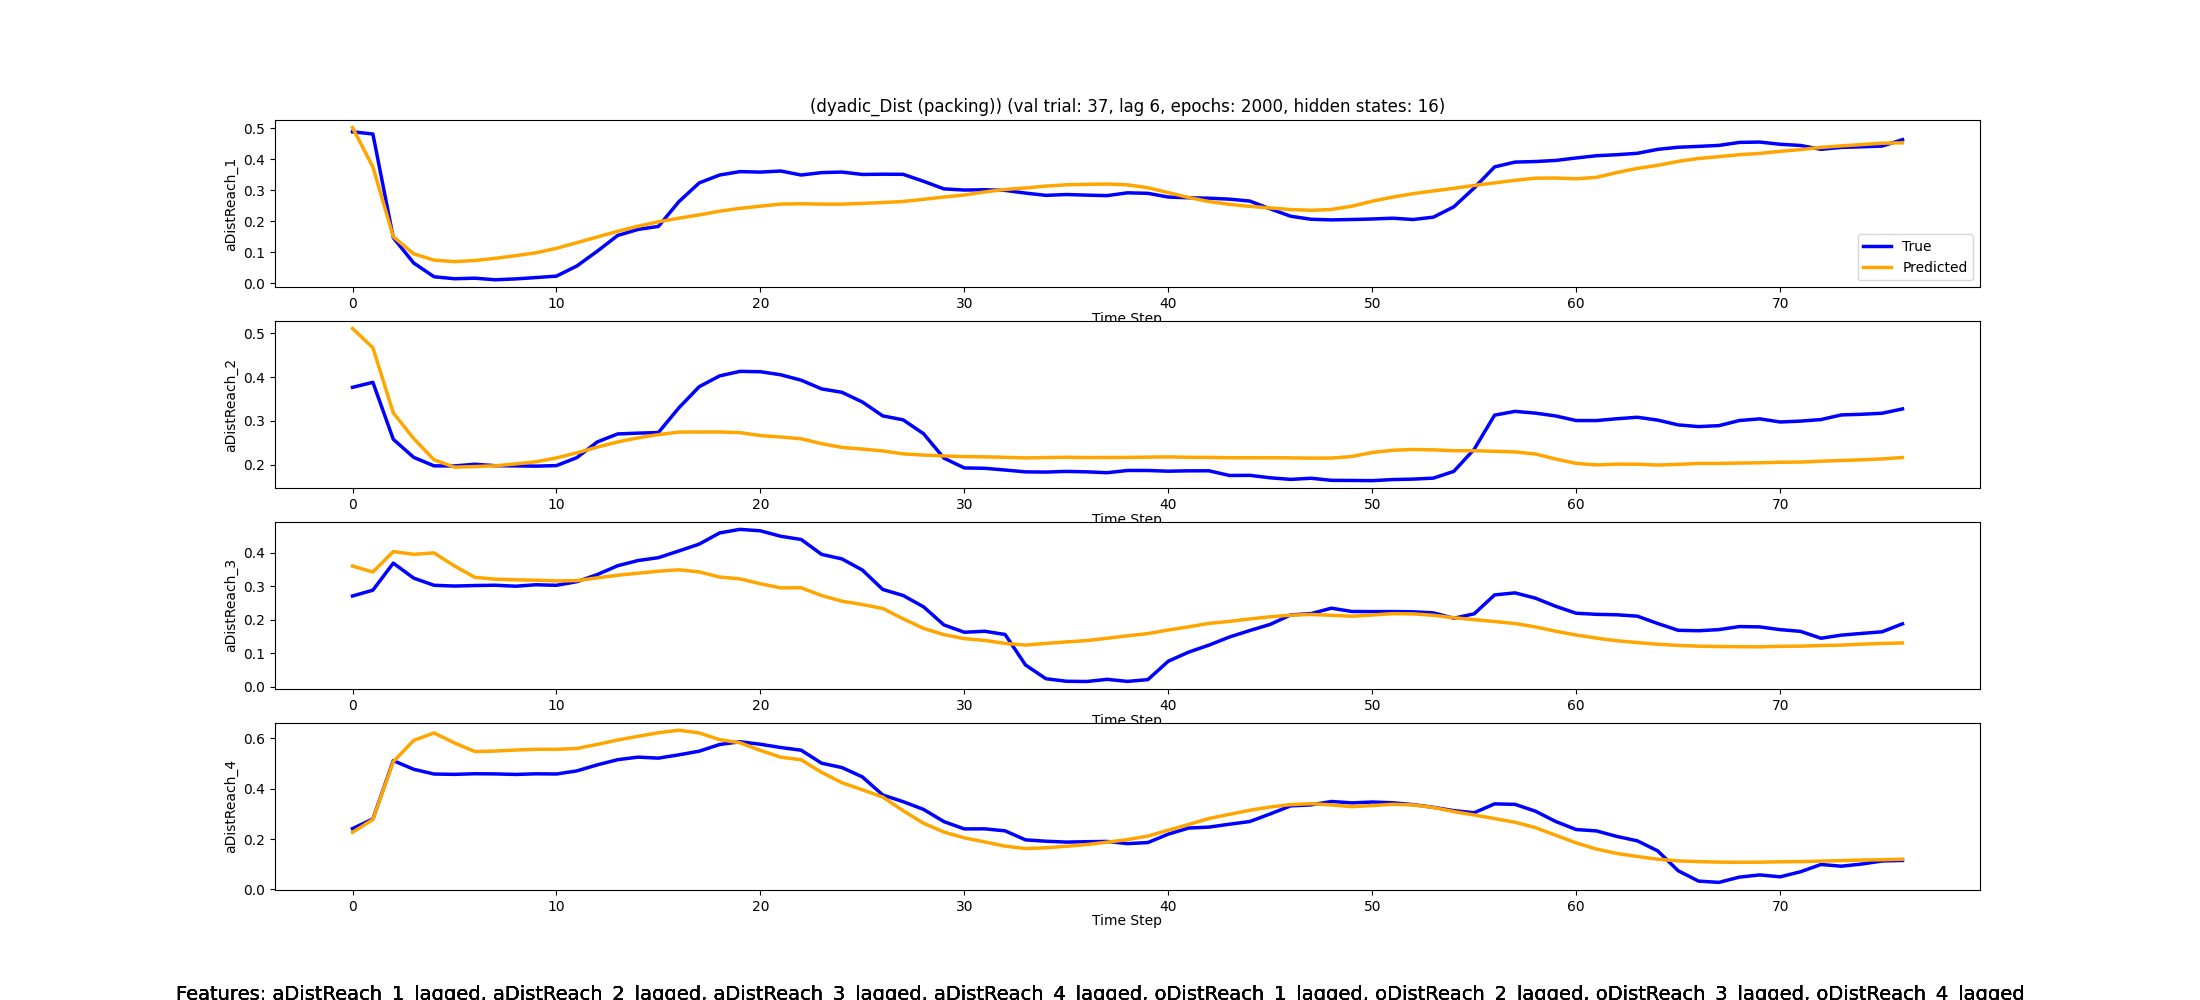 (dyadic_Dist (packing)) (val trial: 37, lag 6, epochs: 2000, hidden states: 16)
aDistReach_1
0.5
0.4
0.3
0.2
0.1
0.0
True
Predicted
0 10 20 30 40 50 60 70
Time Step
aDistReach_2
0.5
0.4
0.3
0.2
0 10 20 30 40 50 60 70
Time Step
aDistReach_3
0.4
0.3
0.2
0.1
0.0
0 10 20 30 40 50 60 70
Time Step
aDistReach_4
0.6
0.4
0.2
0.0
0 10 20 30 40 50 60 70
Time Step
Features: aDistReach_1_lagged, aDistReach_2_lagged, aDistReach_3_lagged, aDistReach_4_lagged, oDistReach_1_lagged, oDistReach_2_lagged, oDistReach_3_lagged, oDistReach_4_lagged